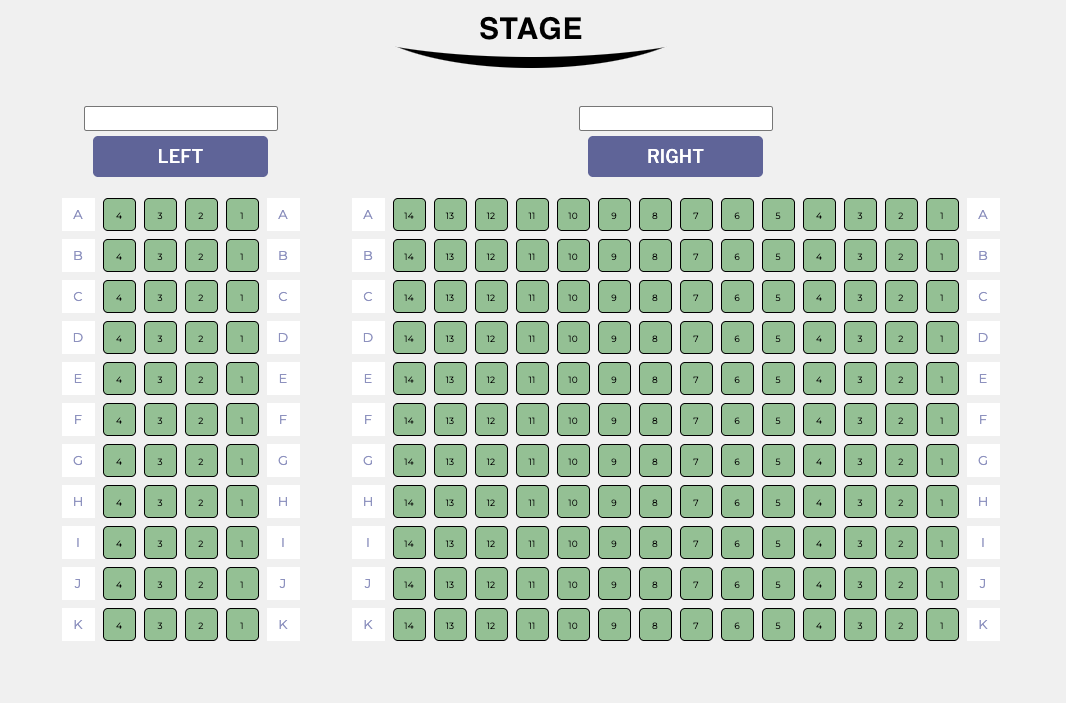 STAGE
LEFT RIGHT
A 4 3 2 1 A A 14 13 12 11 10 9 8 7 6 5 4 3 2 1 A
B 4 3 2 1 B B 14 13 12 11 10 9 8 7 6 5 4 3 2 1 B
C 4 3 2 1 C C 14 13 12 11 10 9 8 7 6 5 4 3 2 1 C
D 4 3 2 1 D D 14 13 12 11 10 9 8 7 6 5 4 3 2 1 D
E 4 3 2 1 E E 14 13 12 11 10 9 8 7 6 5 4 3 2 1 E
F 4 3 2 1 F F 14 13 12 11 10 9 8 7 6 5 4 3 2 1 F
G 4 3 2 1 G G 14 13 12 11 10 9 8 7 6 5 4 3 2 1 G
H 4 3 2 1 H H 14 13 12 11 10 9 8 7 6 5 4 3 2 1 H
I 4 3 2 1 I I 14 13 12 11 10 9 8 7 6 5 4 3 2 1 I
J 4 3 2 1 J J 14 13 12 11 10 9 8 7 6 5 4 3 2 1 J
K 4 3 2 1 K K 14 13 12 11 10 9 8 7 6 5 4 3 2 1 K